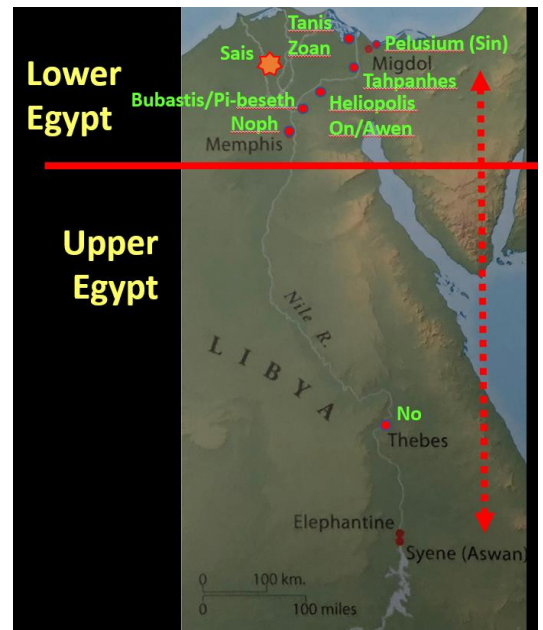 Tanis
Zoan
Sais
Pelusium (Sin)
Migdol
Lower
Egypt
Tahpanhes
Bubastis/Pi-beseth
Heliopolis
Noph
On/Awen
Memphis
Upper
Egypt
Nile R.
LIBYA
No
Thebes
Elephantine
Syene (Aswan)
0 100 km.
0 100 miles